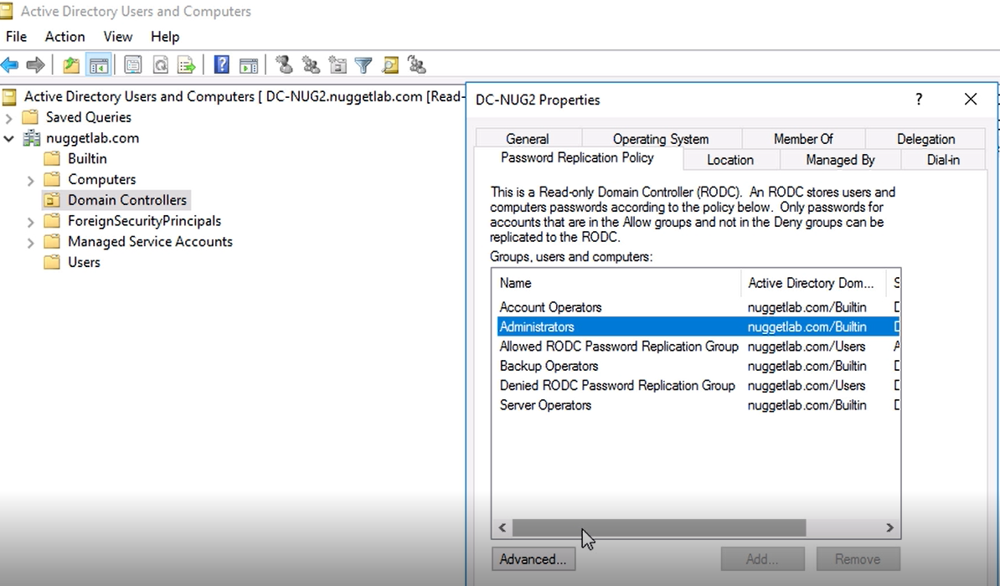 Active Directory Users and Computers
File Action View Help
Active Directory Users and Computers [ DC-NUG2.nuggetlab.com [Read-
Saved Queries
nuggetlab.com
Builtin
Computers
Domain Controllers
ForeignSecurityPrincipals
Managed Service Accounts
Users
DC-NUG2 Properties
General Operating System Member Of Delegation
Password Replication Policy Location Managed By Dial-in
This is a Read-only Domain Controller (RODC). An RODC stores users and
computers passwords according to the policy below. Only passwords for
accounts that are in the Allow groups and not in the Deny groups can be
replicated to the RODC.
Groups, users and computers:
Name Active Directory Dom...
Account Operators nuggetlab.com/Builtin
Administrators nuggetlab.com/Builtin
Allowed RODC Password Replication Group nuggetlab.com/Users
Backup Operators nuggetlab.com/Builtin
Denied RODC Password Replication Group nuggetlab.com/Users
Server Operators nuggetlab.com/Builtin
Advanced... Add... Remove